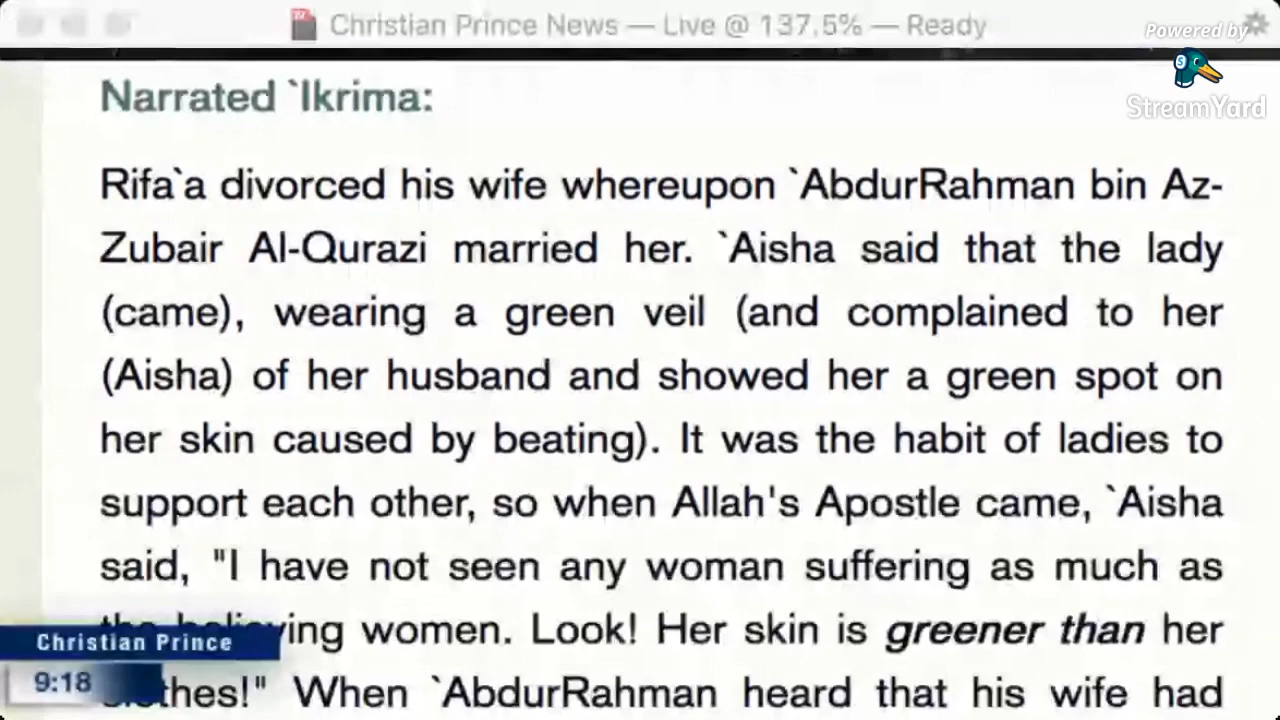 Christian Prince News — Live @ 137.5% — Ready
Powered by
StreamYard
Narrated `Ikrima:
Rifa`a divorced his wife whereupon `AbdurRahman bin Az-
Zubair Al-Qurazi married her. `Aisha said that the lady
(came), wearing a green veil (and complained to her
(Aisha) of her husband and showed her a green spot on
her skin caused by beating). It was the habit of ladies to
support each other, so when Allah's Apostle came, `Aisha
said, "I have not seen any woman suffering as much as
the believing women. Look! Her skin is greener than her
clothes!" When `AbdurRahman heard that his wife had
Christian Prince
9:18